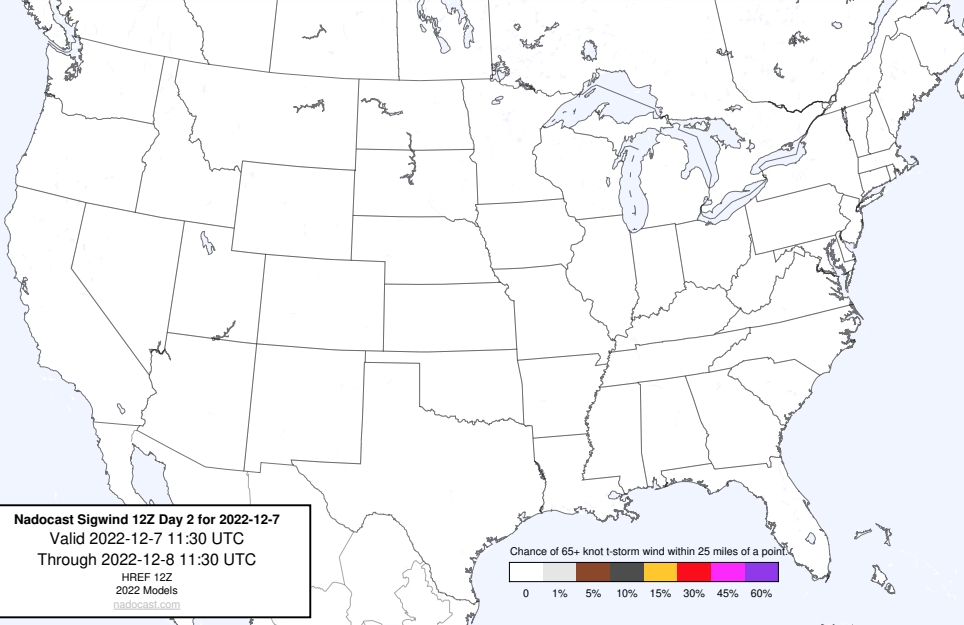 Nadocast Sigwind 12Z Day 2 for 2022-12-7
Valid 2022-12-7 11:30 UTC
Through 2022-12-8 11:30 UTC
HREF 12Z
2022 Models
nadocast.com
Chance of 65+ knot t-storm wind within 25 miles of a point.
0 1% 5% 10% 15% 30% 45% 60%